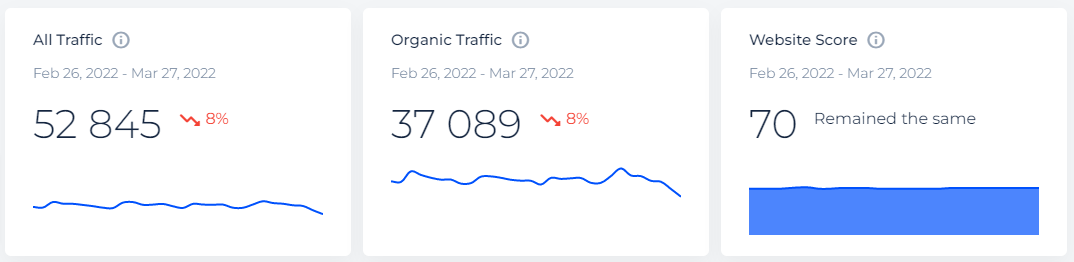 All Traffic
Feb 26, 2022 - Mar 27, 2022
52 845 8%
Organic Traffic
Feb 26, 2022 - Mar 27, 2022
37 089 8%
Website Score
Feb 26, 2022 - Mar 27, 2022
70 Remained the same